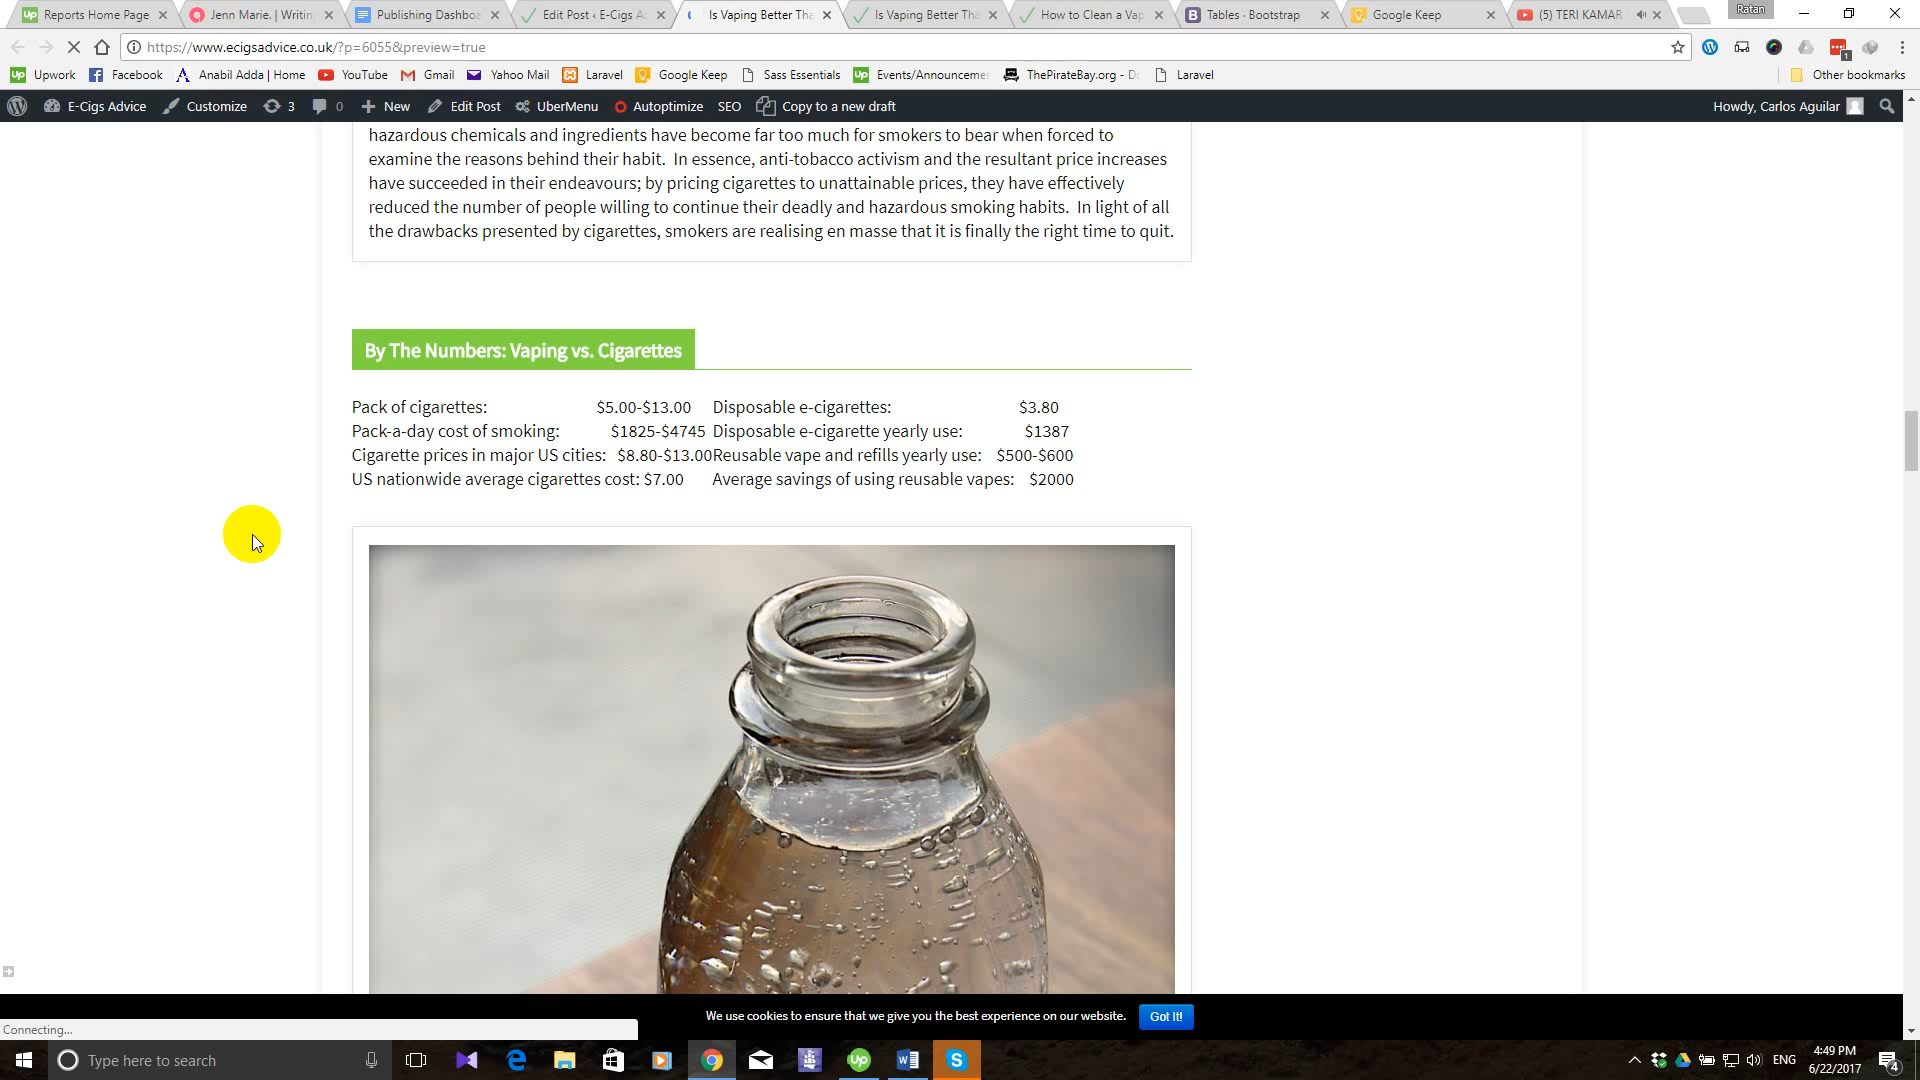 Reports Home Page
Jenn Marie. | Writin
Publishing Dashboa
Edit Post ‹ E-Cigs A
Is Vaping Better Tha
Is Vaping Better Tha
How to Clean a Vap
Tables · Bootstrap
Google Keep
(5) TERI KAMAR
Ratan
https://www.ecigsadvice.co.uk/?p=6055&preview=true
Upwork
Facebook
Anabil Adda | Home
YouTube
Gmail
Yahoo Mail
Laravel
Google Keep
Sass Essentials
Events/Announceme
ThePirateBay.org - D
Laravel
Other bookmarks
E-Cigs Advice
Customize
3
0
New
Edit Post
UberMenu
Autoptimize
SEO
Copy to a new draft
Howdy, Carlos Aguilar
hazardous chemicals and ingredients have become far too much for smokers to bear when forced to
examine the reasons behind their habit.  In essence, anti-tobacco activism and the resultant price increases
have succeeded in their endeavours; by pricing cigarettes to unattainable prices, they have effectively
reduced the number of people willing to continue their deadly and hazardous smoking habits.  In light of all
the drawbacks presented by cigarettes, smokers are realising en masse that it is finally the right time to quit.
By The Numbers: Vaping vs. Cigarettes
Pack of cigarettes: $5.00-$13.00 Disposable e-cigarettes: $3.80
Pack-a-day cost of smoking: $1825-$4745 Disposable e-cigarette yearly use: $1387
Cigarette prices in major US cities: $8.80-$13.00 Reusable vape and refills yearly use: $500-$600
US nationwide average cigarettes cost: $7.00 Average savings of using reusable vapes: $2000
We use cookies to ensure that we give you the best experience on our website.
Got It!
Connecting...
Type here to search
ENG
4:49 PM
6/22/2017
4